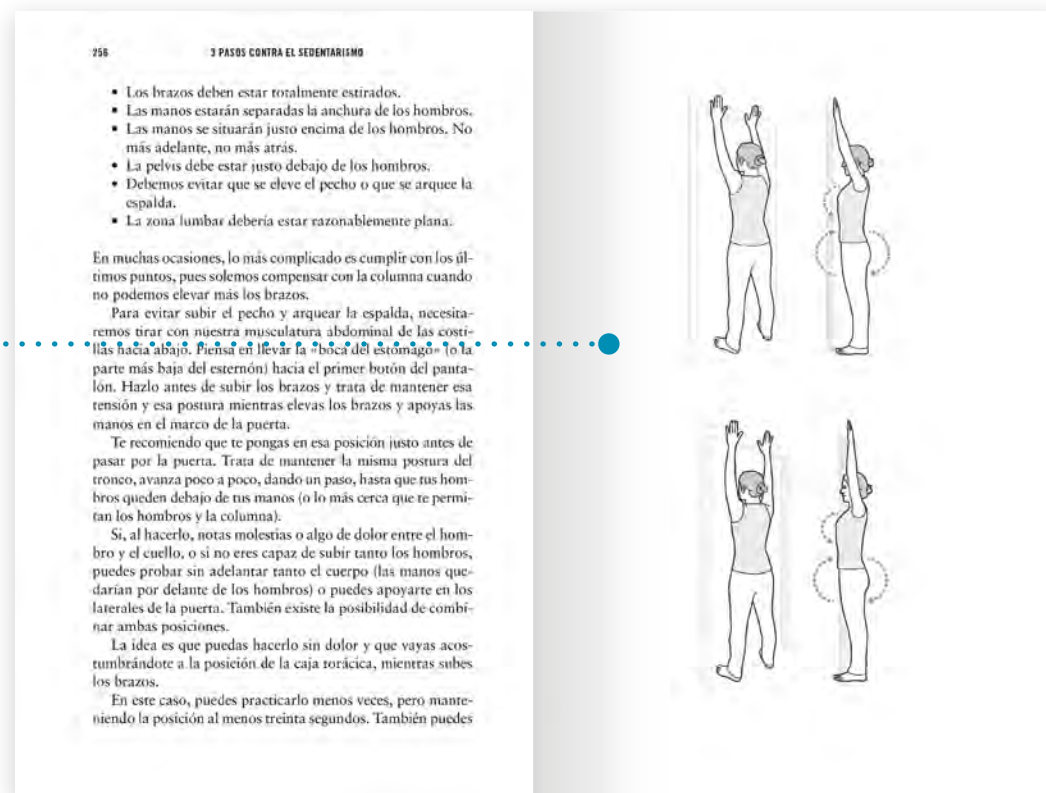 256
3 PASOS CONTRA EL SEDENTARISMO
▪ Los brazos deben estar totalmente estirados.
▪ Las manos estarán separadas la anchura de los hombros.
▪ Las manos se situarán justo encima de los hombros. No
más adelante, no más atrás.
▪ La pelvis debe estar justo debajo de los hombros.
▪ Debemos evitar que se eleve el pecho o que se arquee la
espalda.
▪ La zona lumbar debería estar razonablemente plana.
En muchas ocasiones, lo más complicado es cumplir con los úl-
timos puntos, pues solemos compensar con la columna cuando
no podemos elevar más los brazos.
Para evitar subir el pecho y arquear la espalda, necesita-
remos tirar con nuestra musculatura abdominal de las costi-
llas hacia abajo. Piensa en llevar la «boca del estómago» (o la
parte más baja del esternón) hacia el primer botón del panta-
lón. Hazlo antes de subir los brazos y trata de mantener esa
tensión y esa postura mientras elevas los brazos y apoyas las
manos en el marco de la puerta.
Te recomiendo que te pongas en esa posición justo antes de
pasar por la puerta. Trata de mantener la misma postura del
tronco, avanza poco a poco, dando un paso, hasta que tus hom-
bros queden debajo de tus manos (o lo más cerca que te permi-
tan los hombros y la columna).
Si, al hacerlo, notas molestias o algo de dolor entre el hom-
bro y el cuello, o si no eres capaz de subir tanto los hombros,
puedes probar sin adelantar tanto el cuerpo (las manos que-
darían por delante de los hombros) o puedes apoyarte en los
laterales de la puerta. También existe la posibilidad de combi-
nar ambas posiciones.
La idea es que puedas hacerlo sin dolor y que vayas acos-
tumbrándote a la posición de la caja torácica, mientras subes
los brazos.
En este caso, puedes practicarlo menos veces, pero mante-
niendo la posición al menos treinta segundos. También puedes